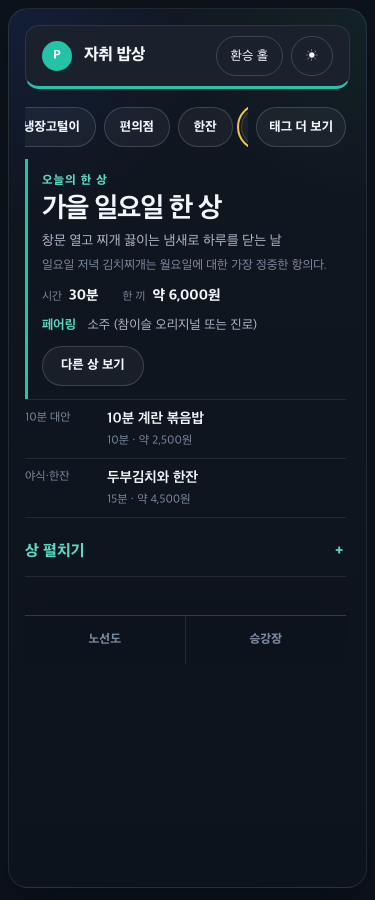 P 자취 밥상 환승 홀
냉장고털이 편의점 한잔 태그 더 보기
오늘의 한 상
가을 일요일 한 상
창문 열고 찌개 끓이는 냄새로 하루를 닫는 날
일요일 저녁 김치찌개는 월요일에 대한 가장 정중한 항의다.
시간 30분 한 끼 약 6,000원
페어링 소주 (참이슬 오리지널 또는 진로)
다른 상 보기
10분 대안 10분 계란 볶음밥
10분 · 약 2,500원
야식·한잔 두부김치와 한잔
15분 · 약 4,500원
상 펼치기 +
노선도 승강장